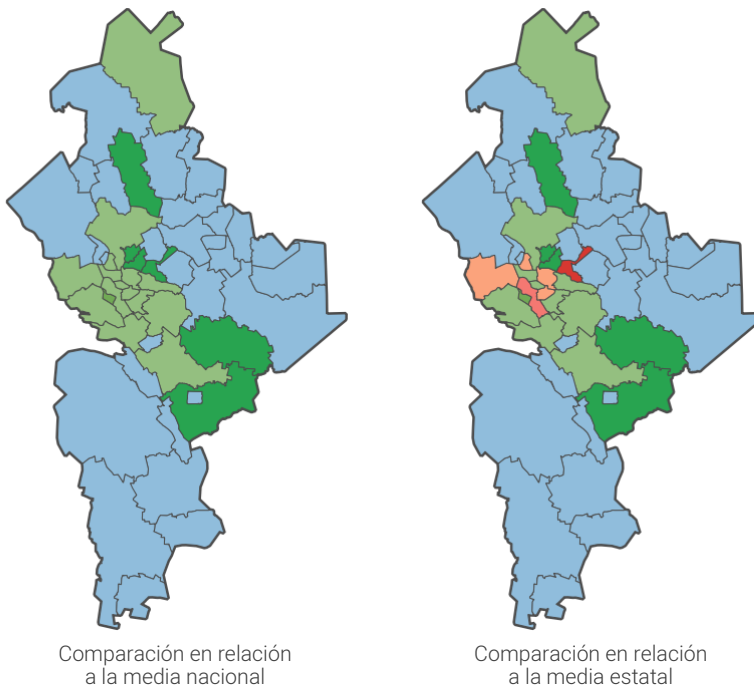 Comparación en relación
a la media nacional
Comparación en relación
a la media estatal